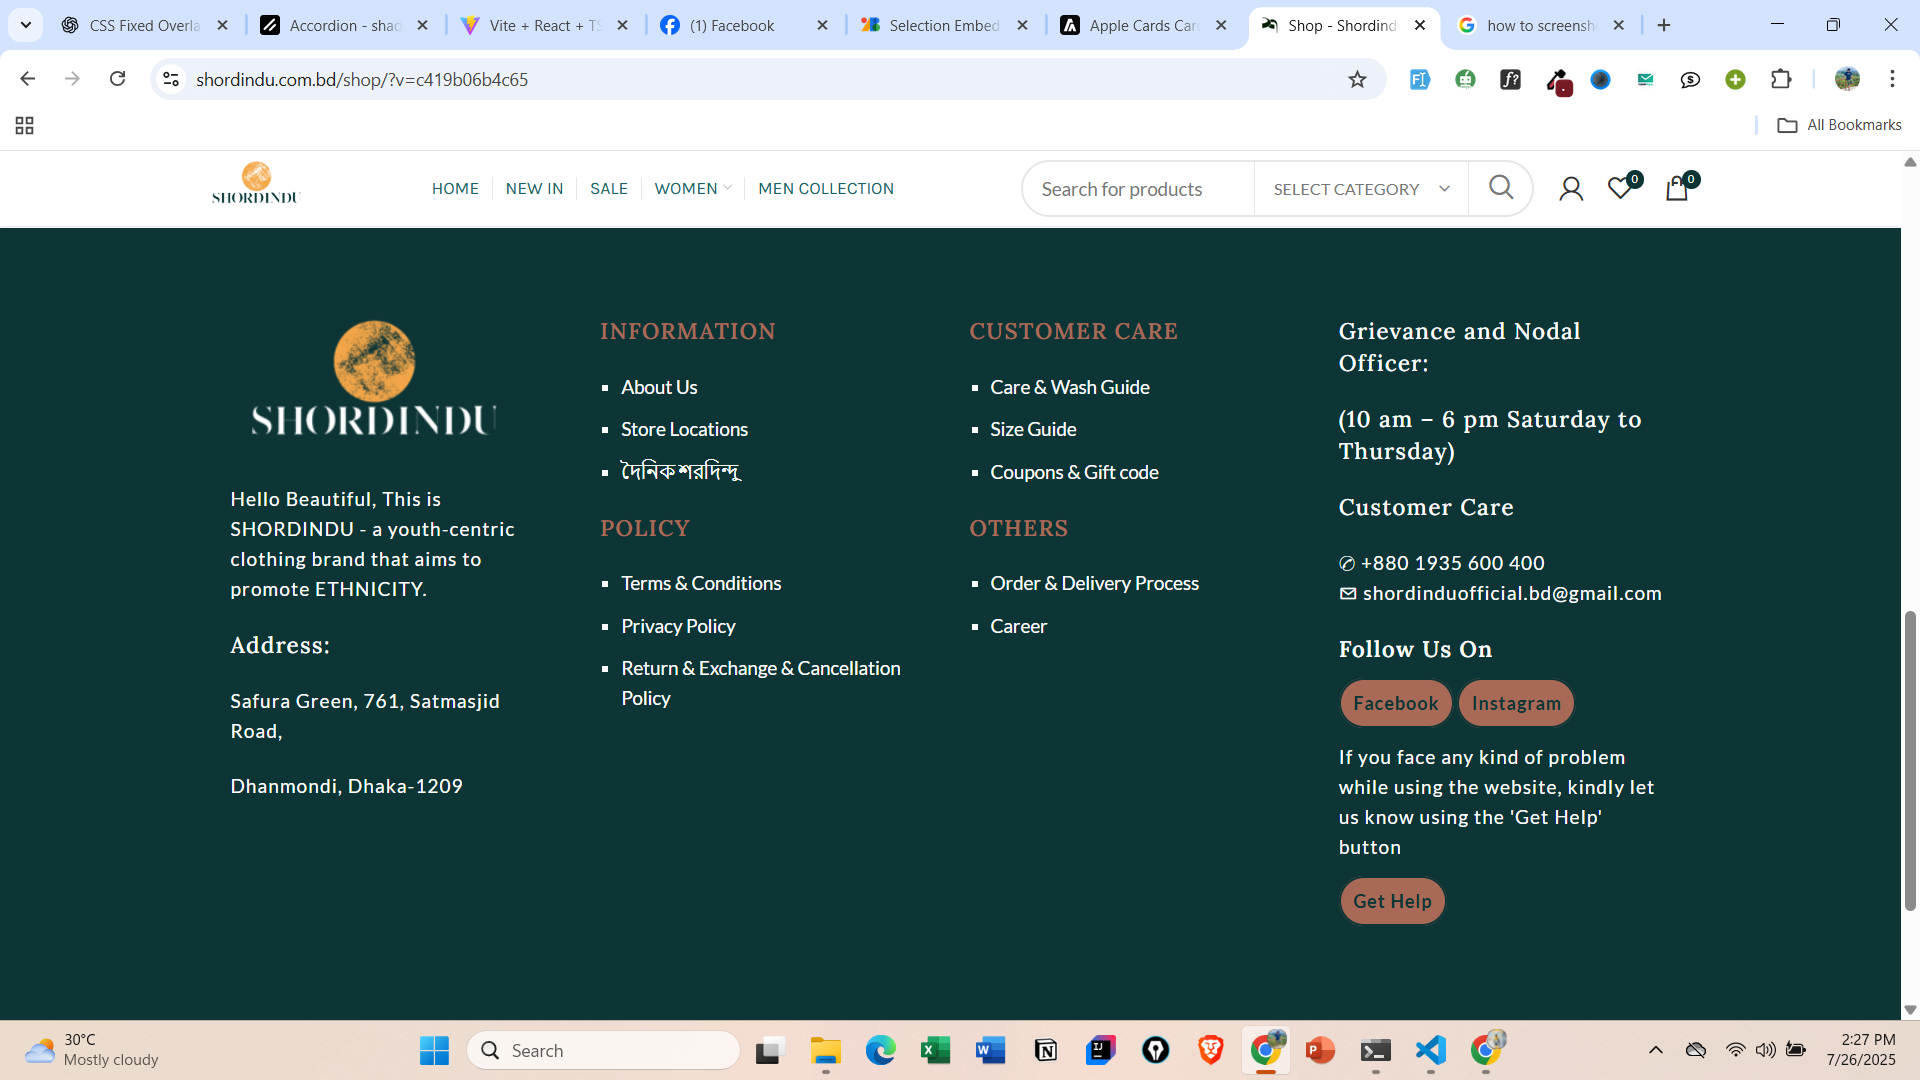 CSS Fixed Overla
Accordion - shad
Vite + React + TS
(1) Facebook
Selection Embed
Apple Cards Car
Shop - Shordind
how to screensh
shordindu.com.bd/shop/?v=c419b06b4c65
All Bookmarks
SHORDINDU
HOME
NEW IN
SALE
WOMEN
MEN COLLECTION
Search for products
SELECT CATEGORY
0
0
SHORDINDU
Hello Beautiful, This is
SHORDINDU - a youth-centric
clothing brand that aims to
promote ETHNICITY.
Address:
Safura Green, 761, Satmasjid
Road,
Dhanmondi, Dhaka-1209
INFORMATION
About Us
Store Locations
দৈনিক শরদিন্দু
POLICY
Terms & Conditions
Privacy Policy
Return & Exchange & Cancellation
Policy
CUSTOMER CARE
Care & Wash Guide
Size Guide
Coupons & Gift code
OTHERS
Order & Delivery Process
Career
Grievance and Nodal
Officer:
(10 am – 6 pm Saturday to
Thursday)
Customer Care
✆ +880 1935 600 400
🖂 shordinduofficial.bd@gmail.com
Follow Us On
Facebook
Instagram
If you face any kind of problem
while using the website, kindly let
us know using the 'Get Help'
button
Get Help
30°C
Mostly cloudy
Search
2:27 PM
7/26/2025